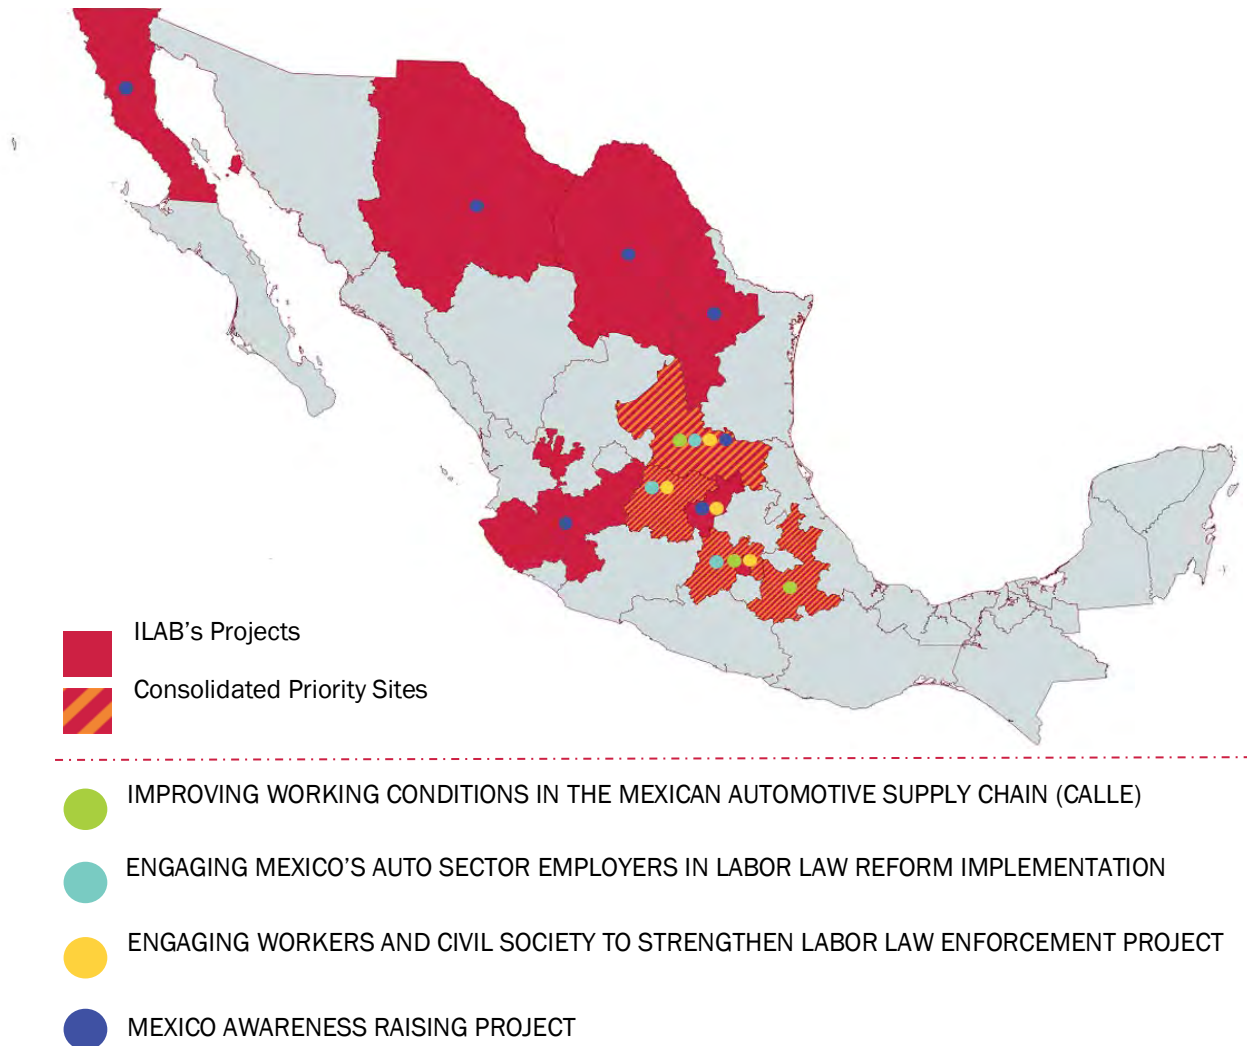 ILAB's Projects
Consolidated Priority Sites
IMPROVING WORKING CONDITIONS IN THE MEXICAN AUTOMOTIVE SUPPLY CHAIN (CALLE)
ENGAGING MEXICO'S AUTO SECTOR EMPLOYERS IN LABOR LAW REFORM IMPLEMENTATION
ENGAGING WORKERS AND CIVIL SOCIETY TO STRENGTHEN LABOR LAW ENFORCEMENT PROJECT
MEXICO AWARENESS RAISING PROJECT